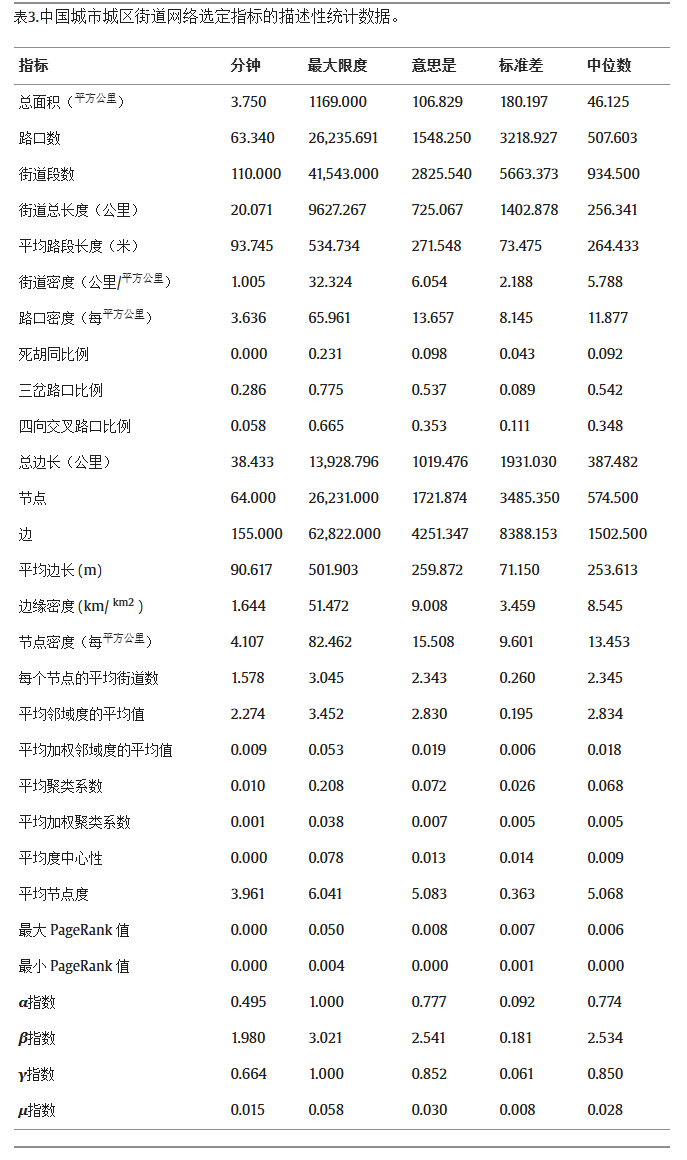 表3.中国城市城区街道网络选定指标的描述性统计数据。
指标 分钟 最大限度 意思是 标准差 中位数
总面积（平方公里） 3.750 1169.000 106.829 180.197 46.125
路口数 63.340 26,235.691 1548.250 3218.927 507.603
街道段数 110.000 41,543.000 2825.540 5663.373 934.500
街道总长度（公里） 20.071 9627.267 725.067 1402.878 256.341
平均路段长度（米） 93.745 534.734 271.548 73.475 264.433
街道密度（公里/平方公里） 1.005 32.324 6.054 2.188 5.788
路口密度（每平方公里） 3.636 65.961 13.657 8.145 11.877
死胡同比例 0.000 0.231 0.098 0.043 0.092
三岔路口比例 0.286 0.775 0.537 0.089 0.542
四向交叉路口比例 0.058 0.665 0.353 0.111 0.348
总边长（公里） 38.433 13,928.796 1019.476 1931.030 387.482
节点 64.000 26,231.000 1721.874 3485.350 574.500
边 155.000 62,822.000 4251.347 8388.153 1502.500
平均边长 (m) 90.617 501.903 259.872 71.150 253.613
边缘密度 (km/ km2 ) 1.644 51.472 9.008 3.459 8.545
节点密度（每平方公里） 4.107 82.462 15.508 9.601 13.453
每个节点的平均街道数 1.578 3.045 2.343 0.260 2.345
平均邻域度的平均值 2.274 3.452 2.830 0.195 2.834
平均加权邻域度的平均值 0.009 0.053 0.019 0.006 0.018
平均聚类系数 0.010 0.208 0.072 0.026 0.068
平均加权聚类系数 0.001 0.038 0.007 0.005 0.005
平均度中心性 0.000 0.078 0.013 0.014 0.009
平均节点度 3.961 6.041 5.083 0.363 5.068
最大 PageRank 值 0.000 0.050 0.008 0.007 0.006
最小 PageRank 值 0.000 0.004 0.000 0.001 0.000
α指数 0.495 1.000 0.777 0.092 0.774
β指数 1.980 3.021 2.541 0.181 2.534
γ指数 0.664 1.000 0.852 0.061 0.850
μ指数 0.015 0.058 0.030 0.008 0.028